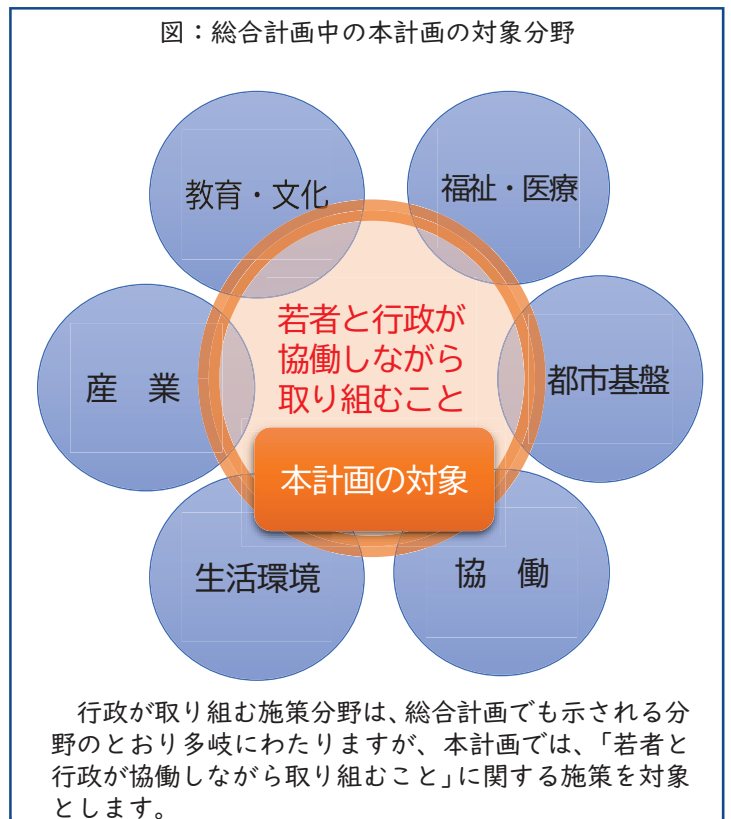 図：総合計画中の本計画の対象分野
教育・文化
福祉・医療
若者と行政が
協働しながら
取り組むこと
産　業
都市基盤
本計画の対象
生活環境
協　働
　行政が取り組む施策分野は、総合計画でも示される分
野のとおり多岐にわたりますが、本計画では、「若者と
行政が協働しながら取り組むこと」に関する施策を対象
とします。